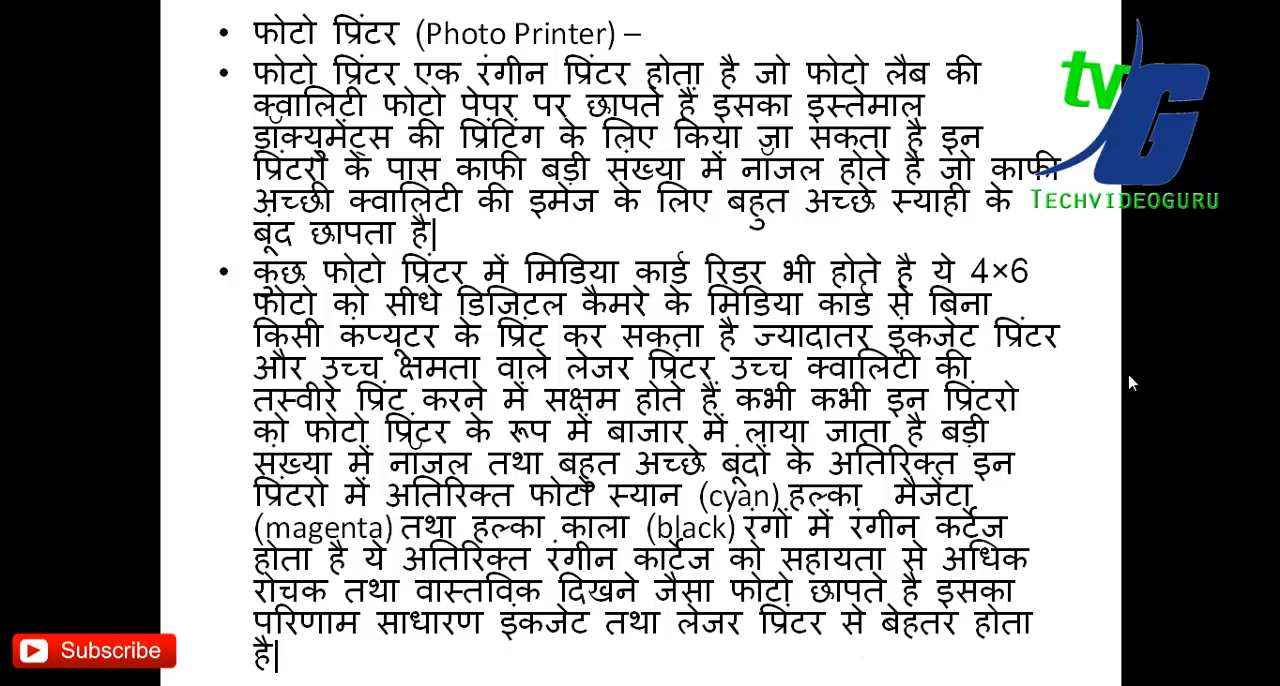 फोटो प्रिंटर (Photo Printer) –
फोटो प्रिंटर एक रंगीन प्रिंटर होता है जो फोटो लैब की
क्वालिटी फोटो पेपर पर छापते हैं इसका इस्तेमाल
डॉक्युमेंट्स की प्रिंटिंग के लिए किया जा सकता है इन
प्रिंटरों के पास काफी बड़ी संख्या में नॉजल होते है जो काफी
अच्छी क्वालिटी की इमेज के लिए बहुत अच्छे स्याही के
बूंद छापता है|
कुछ फोटो प्रिंटर में मिडिया कार्ड रिडर भी होते है ये 4×6
फोटो को सीधे डिजिटल कैमरे के मिडिया कार्ड से बिना
किसी कंप्यूटर के प्रिंट कर सकता है ज्यादातर इंकजेट प्रिंटर
और उच्च क्षमता वाले लेजर प्रिंटर उच्च क्वालिटी की
तस्वीरे प्रिंट करने में सक्षम होते हैं कभी कभी इन प्रिंटरो
को फोटो प्रिंटर के रूप में बाजार में लाया जाता है बड़ी
संख्या में नॉजल तथा बहुत अच्छे बूंदों के अतिरिक्त इन
प्रिंटरो में अतिरिक्त फोटो स्यान (cyan) हल्का मैजेंटा
(magenta) तथा हल्का काला (black) रंगों में रंगीन कर्टेज
होता है ये अतिरिक्त रंगीन कार्टेज को सहायता से अधिक
रोचक तथा वास्तविक दिखने जैसा फोटो छापते है इसका
परिणाम साधारण इंकजेट तथा लेजर प्रिंटर से बेहतर होता
है|
tvG
TECHVIDEOGURU
Subscribe